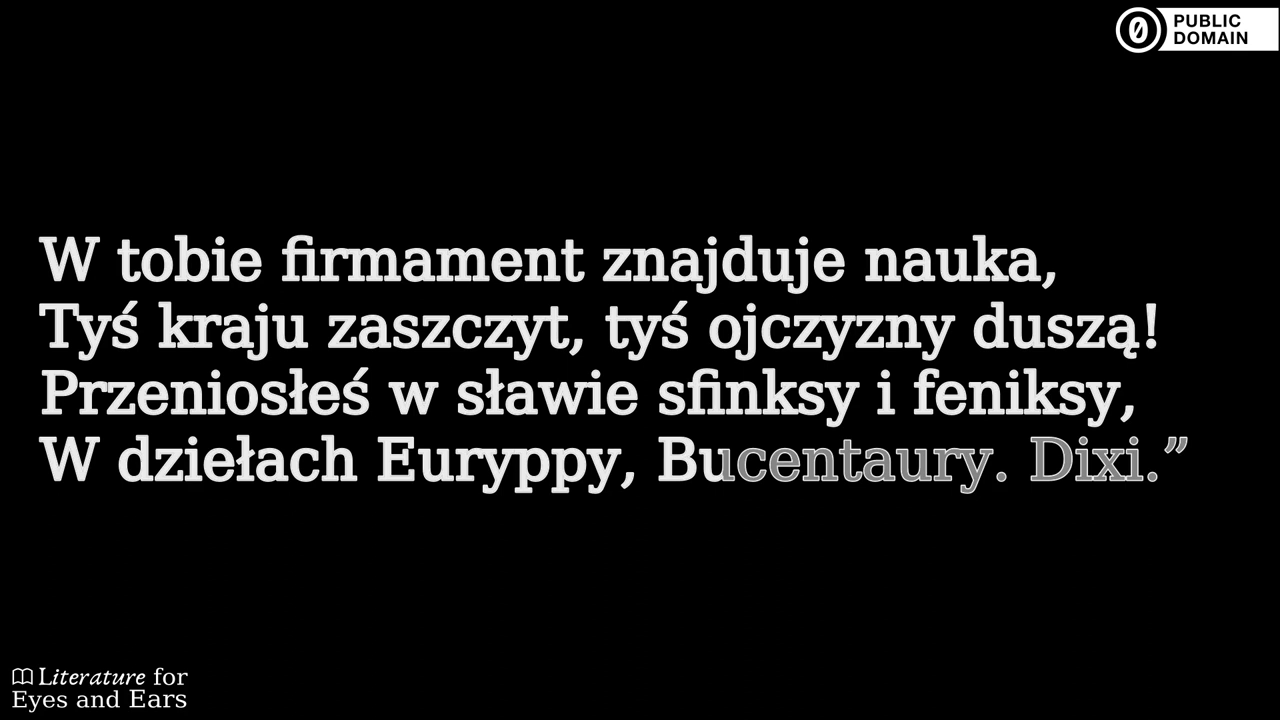 0 PUBLIC
DOMAIN
W tobie firmament znajduje nauka,
Tyś kraju zaszczyt, tyś ojczyzny duszą!
Przeniosłeś w sławie sfinksy i feniksy,
W dziełach Euryppy, Bucentaury. Dixi.”
Literature for
Eyes and Ears